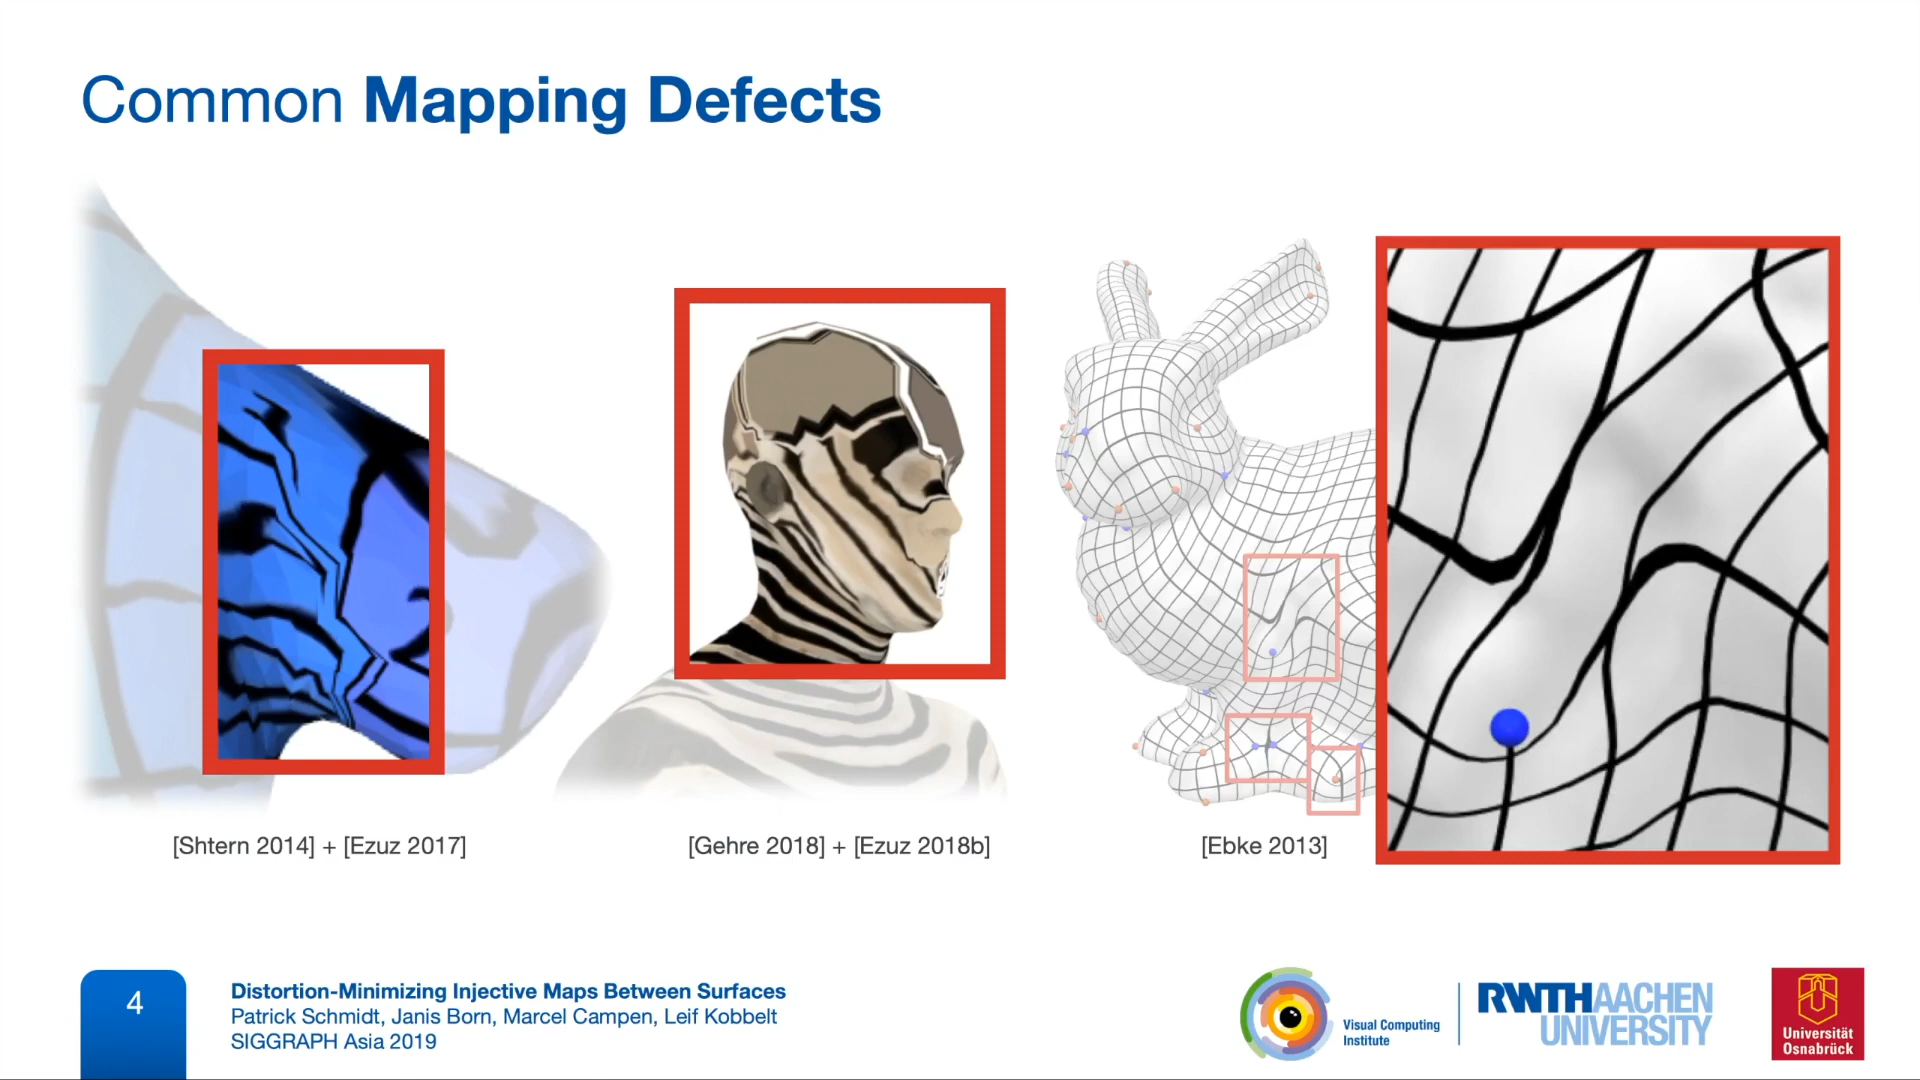 Common Mapping Defects
[Shtern 2014] + [Ezuz 2017]
[Gehre 2018] + [Ezuz 2018b]
[Ebke 2013]
4
Distortion-Minimizing Injective Maps Between Surfaces
Patrick Schmidt, Janis Born, Marcel Campen, Leif Kobbelt
SIGGRAPH Asia 2019
Visual Computing
Institute
RWTHAACHEN
UNIVERSITY
Universität
Osnabrück